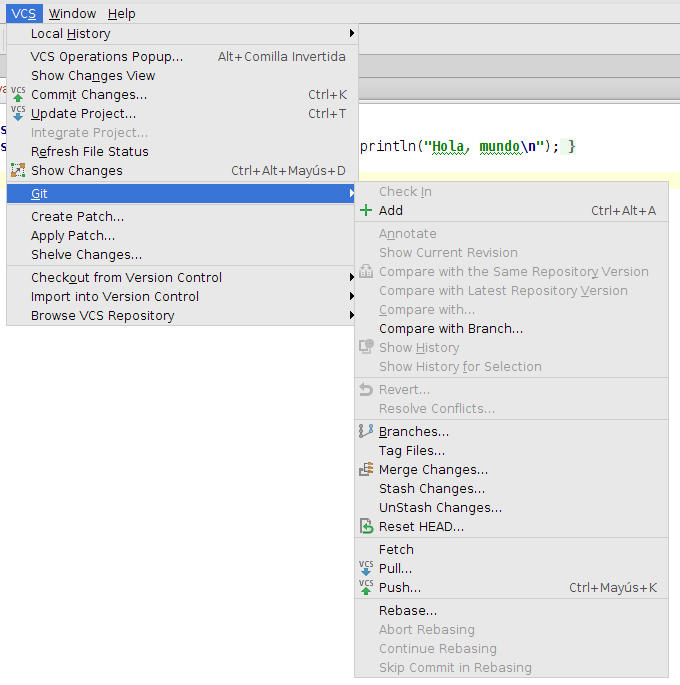 VCS Window Help
Local History
VCS Operations Popup... Alt+Comilla Invertida
Show Changes View
VCS Commit Changes... Ctrl+K
VCS Update Project... Ctrl+T
Integrate Project...
println("Hola, mundo\n"); }
Refresh File Status
Show Changes Ctrl+Alt+Mayús+D
Git
Create Patch...
Apply Patch...
Shelve Changes...
Checkout from Version Control
Import into Version Control
Browse VCS Repository
Check In
Add Ctrl+Alt+A
Annotate
Show Current Revision
Compare with the Same Repository Version
Compare with Latest Repository Version
Compare with...
Compare with Branch...
Show History
Show History for Selection
Revert...
Resolve Conflicts...
Branches...
Tag Files...
Merge Changes...
Stash Changes...
UnStash Changes...
Reset HEAD...
Fetch
VCS Pull...
VCS Push... Ctrl+Mayús+K
Rebase...
Abort Rebasing
Continue Rebasing
Skip Commit in Rebasing